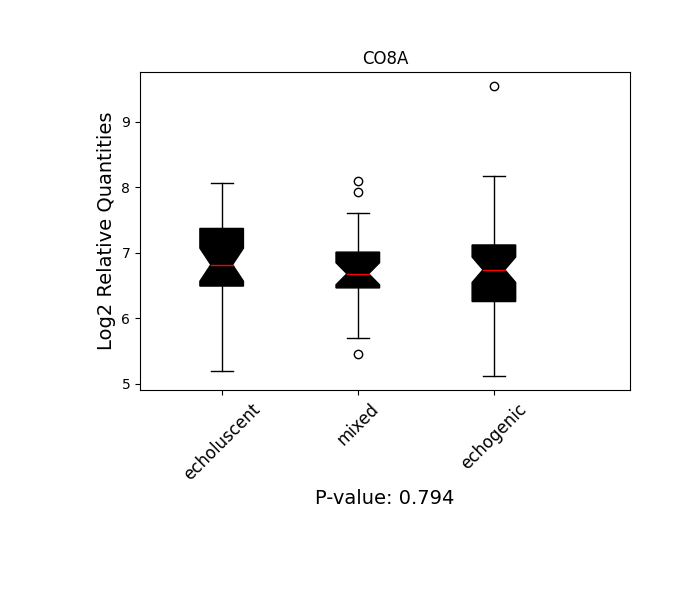 CO8A
Log2 Relative Quantities
9
8
7
6
5
echoluscent
mixed
echogenic
P-value: 0.794